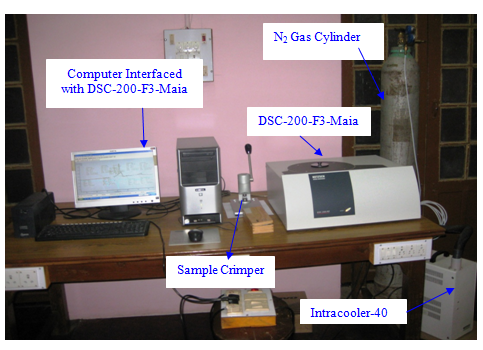 N2 Gas Cylinder
Computer Interfaced
with DSC-200-F3-Maia
DSC-200-F3-Maia
Sample Crimper
Intracooler-40